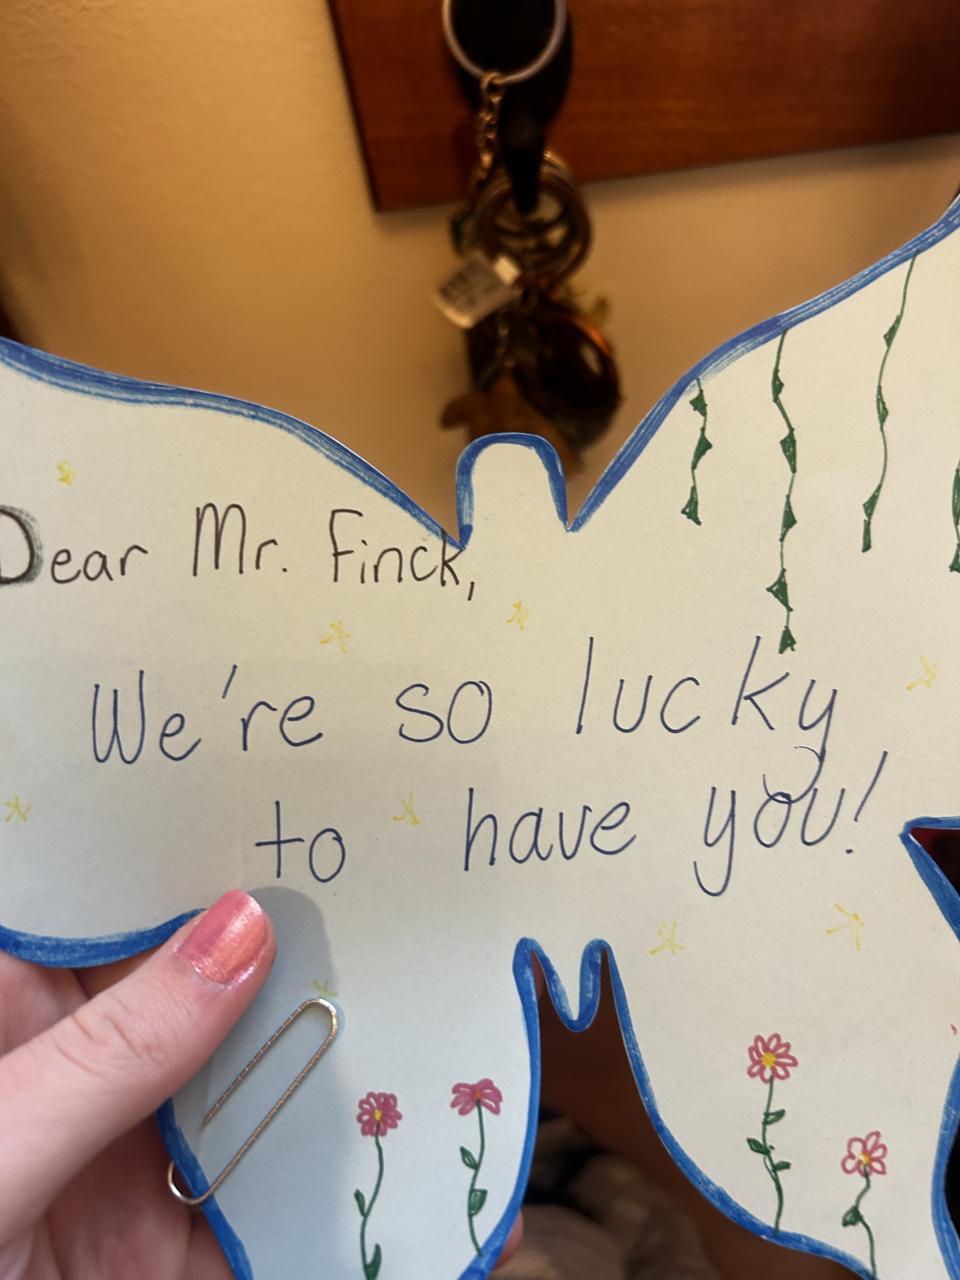 Dear Mr. Finck,
We're so lucky
to have you!